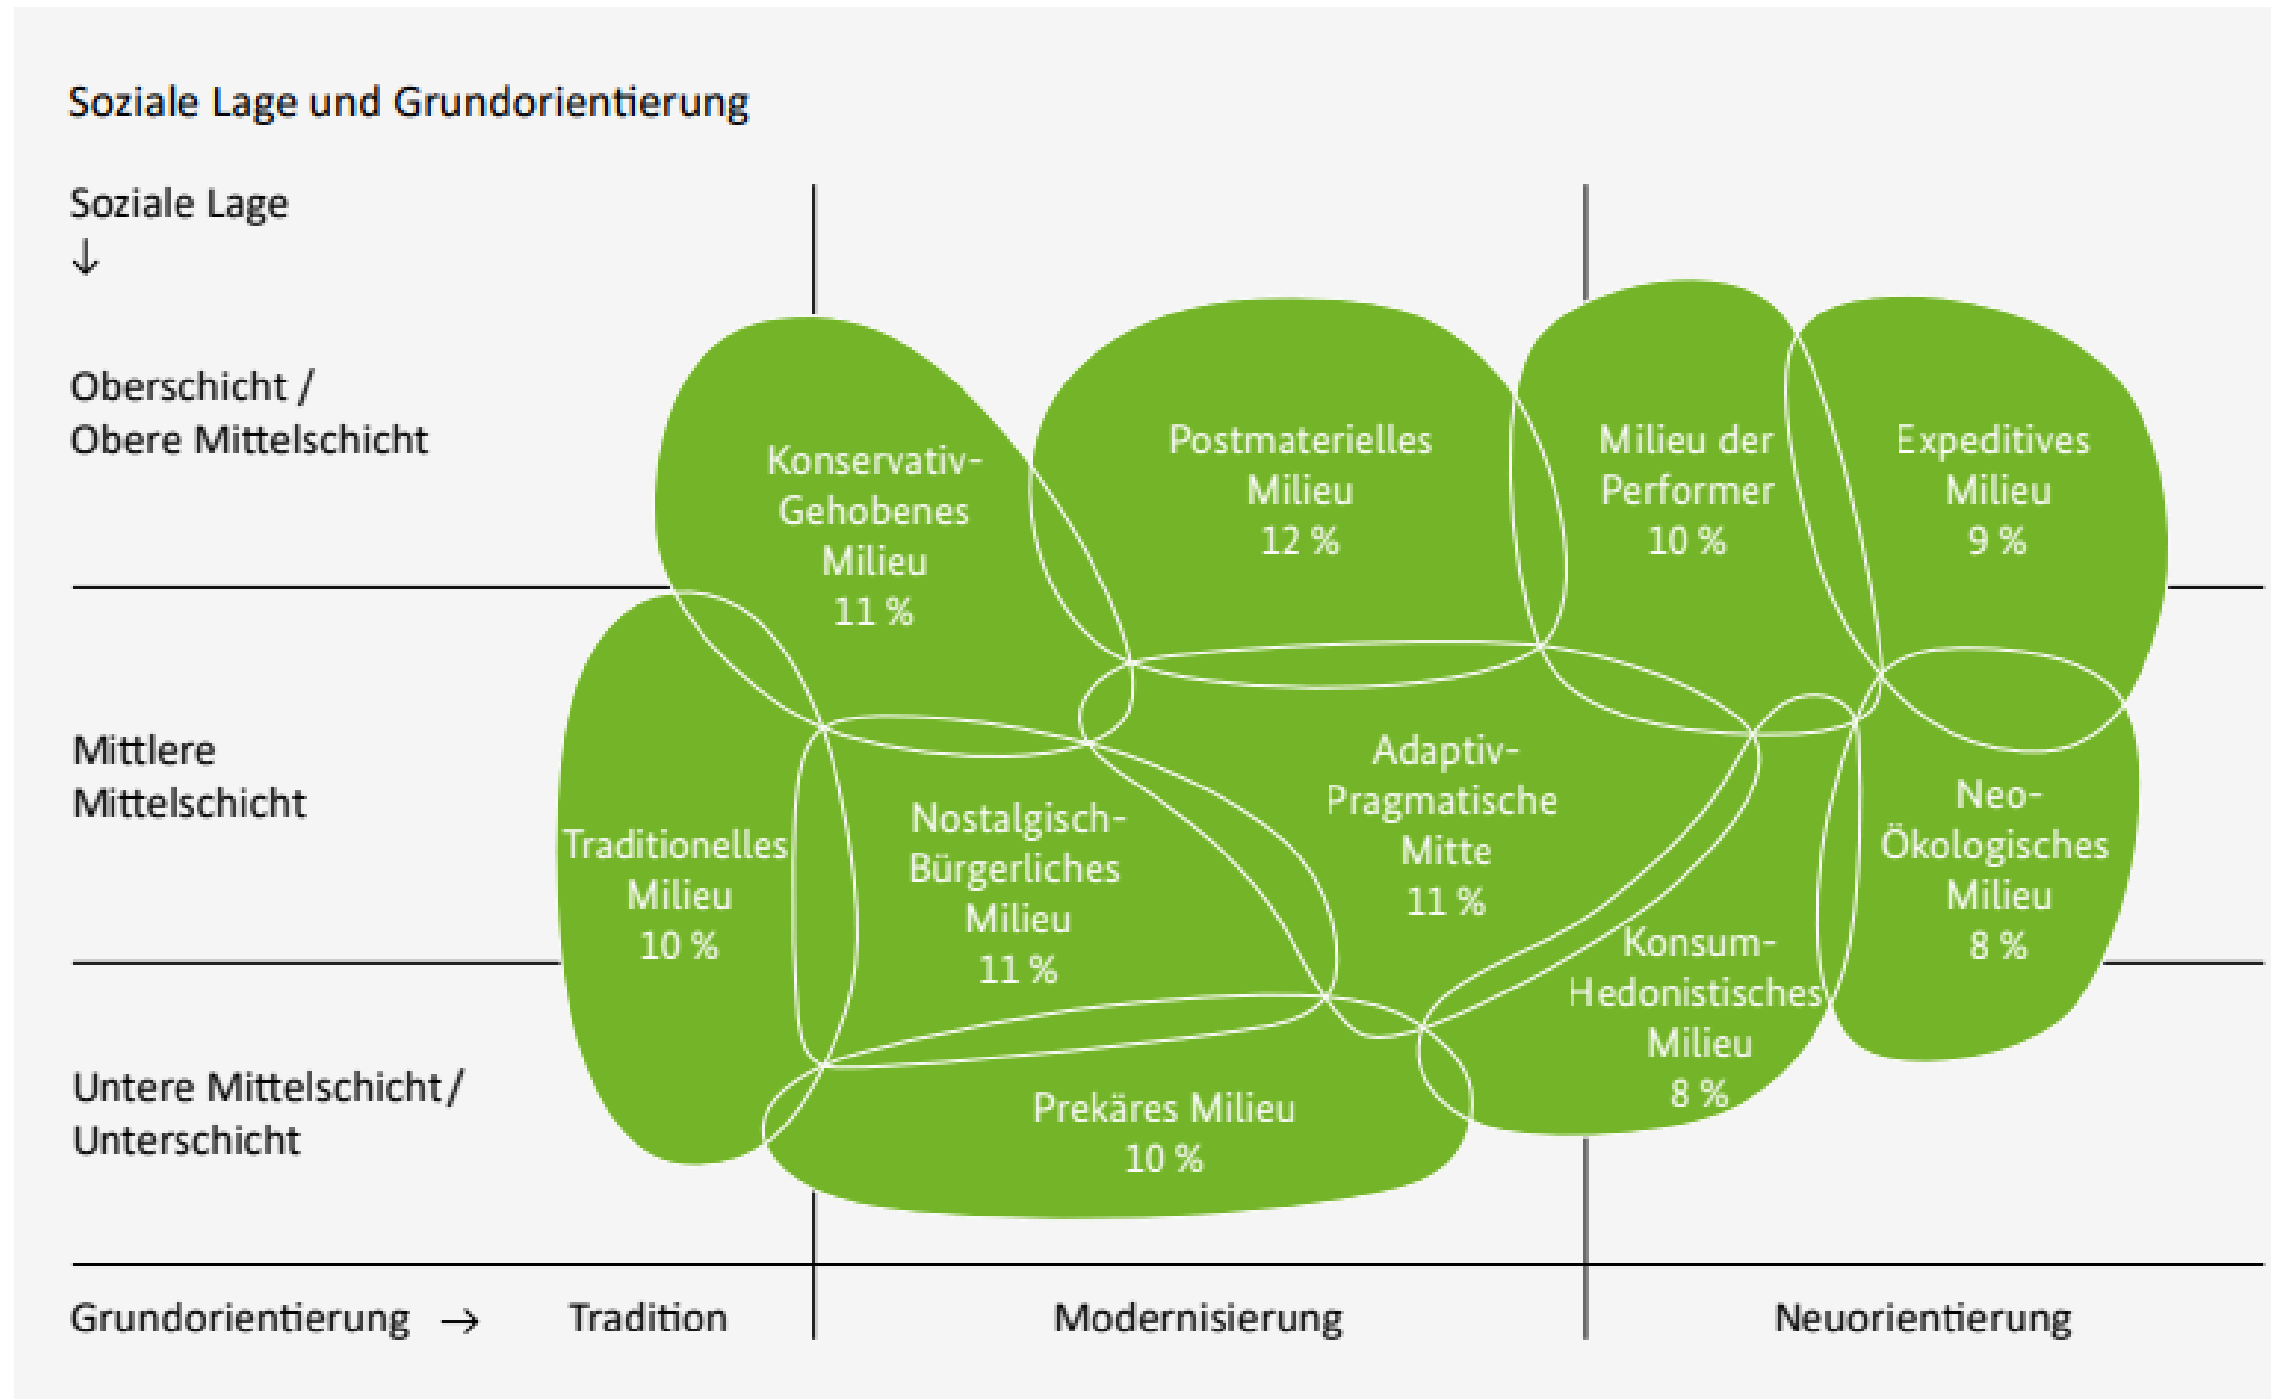 Soziale Lage und Grundorientierung
Soziale Lage
↓
Oberschicht /
Obere Mittelschicht
Mittlere
Mittelschicht
Untere Mittelschicht/
Unterschicht
Konservativ-
Gehobenes
Milieu
11 %
Postmaterielles
Milieu
12 %
Milieu der
Performer
10 %
Expeditives
Milieu
9 %
Traditionelles
Milieu
10 %
Nostalgisch-
Bürgerliches
Milieu
11 %
Adaptiv-
Pragmatische
Mitte
11 %
Konsum-
Hedonistisches
Milieu
8 %
Neo-
Ökologisches
Milieu
8 %
Prekäres Milieu
10 %
Grundorientierung → Tradition Modernisierung Neuorientierung